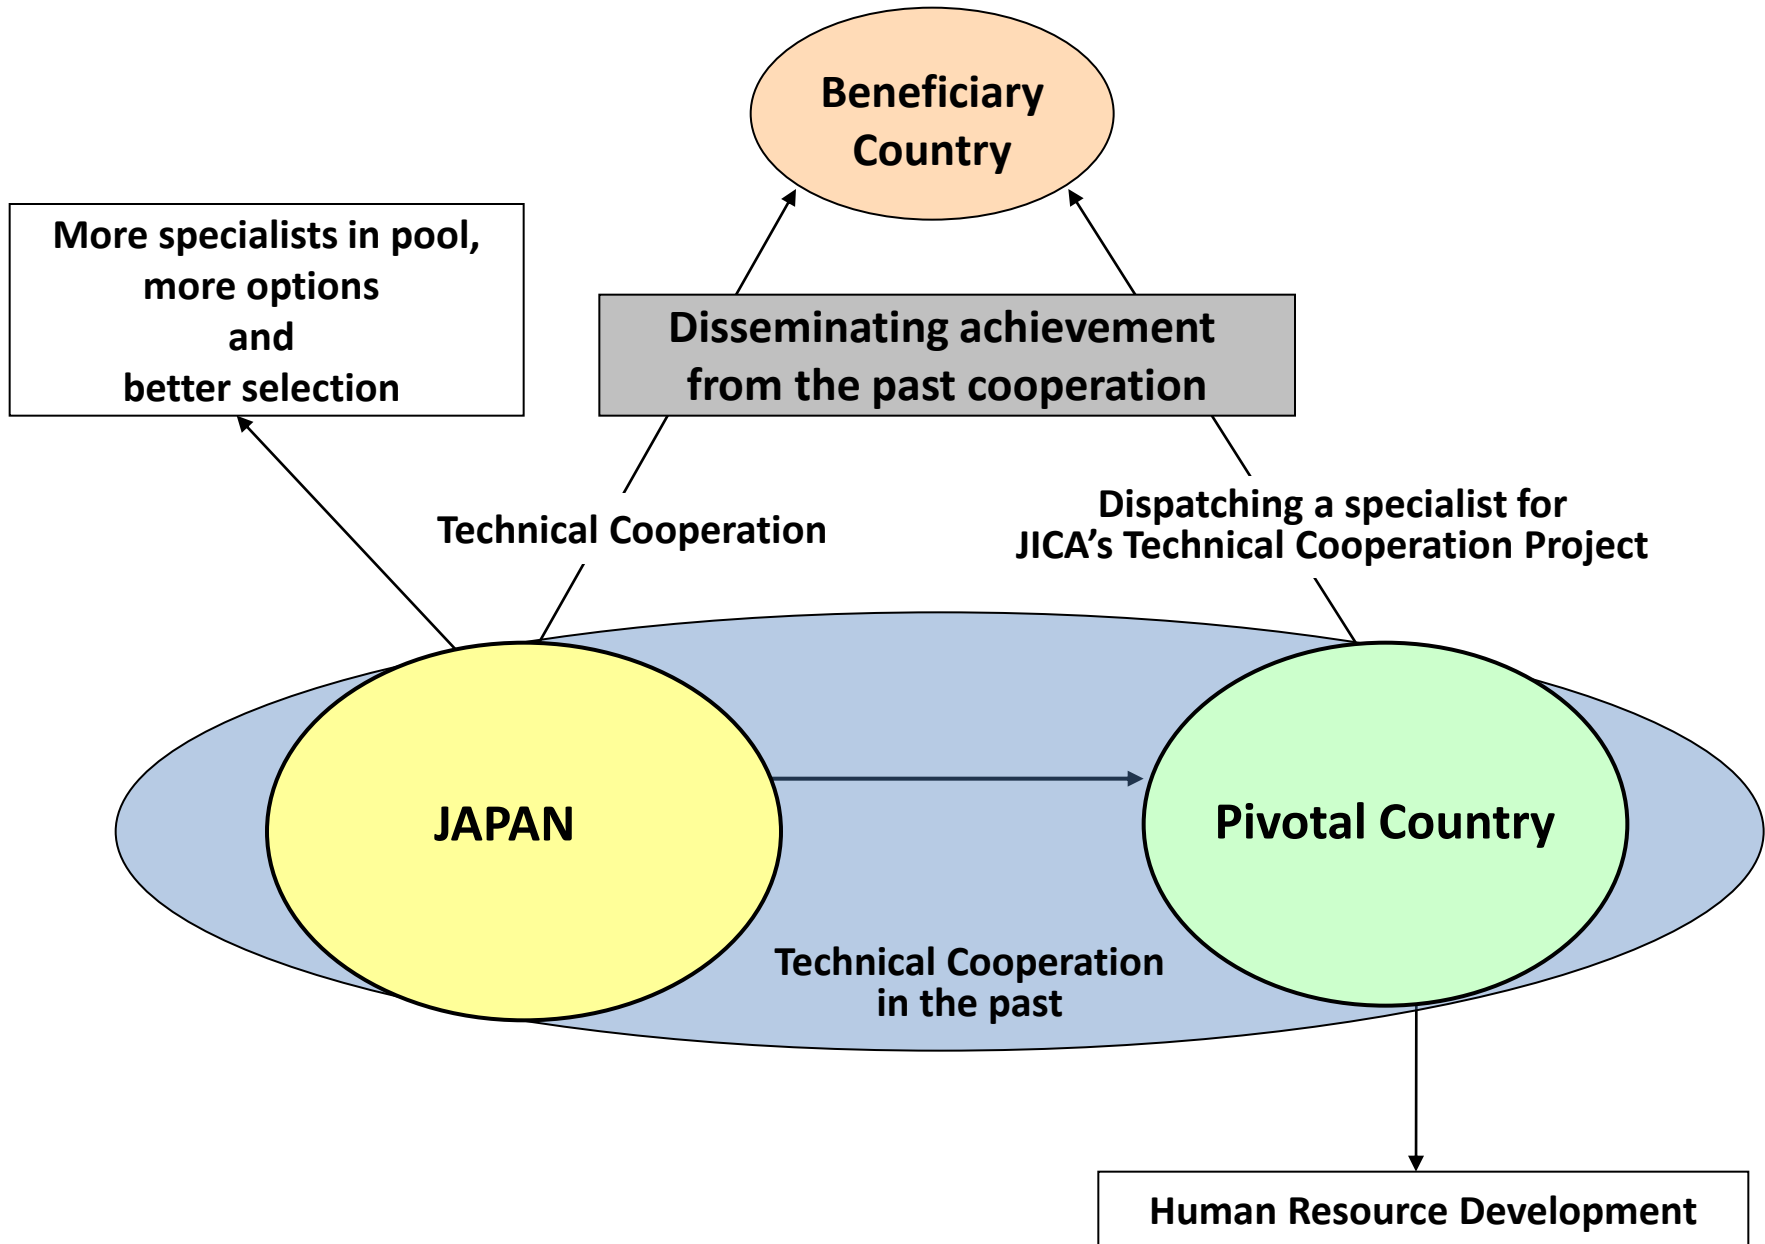 Beneficiary
Country
More specialists in pool,
more options
and
better selection
Disseminating achievement
from the past cooperation
Technical Cooperation
Dispatching a specialist for
JICA’s Technical Cooperation Project
JAPAN
Pivotal Country
Technical Cooperation
in the past
Human Resource Development